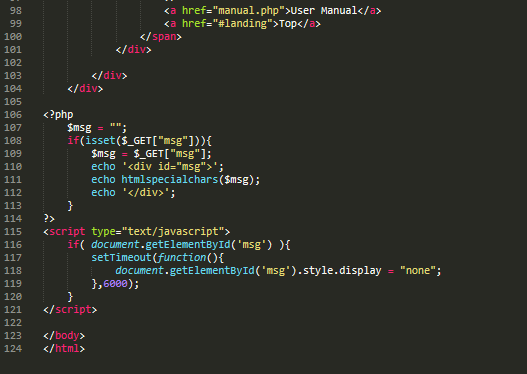 98 <a href="manual.php">User Manual</a>
99 <a href="#landing">Top</a>
100 </span>
101 </div>
102
103 </div>
104 </div>
105
106 <?php
107 $msg = "";
108 if(isset($_GET["msg"])){
109 $msg = $_GET["msg"];
110 echo '<div id="msg">';
111 echo htmlspecialchars($msg);
112 echo '</div>';
113 }
114 ?>
115 <script type="text/javascript">
116 if( document.getElementById('msg') ){
117 setTimeout(function(){
118 document.getElementById('msg').style.display = "none";
119 },6000);
120 }
121 </script>
122
123 </body>
124 </html>